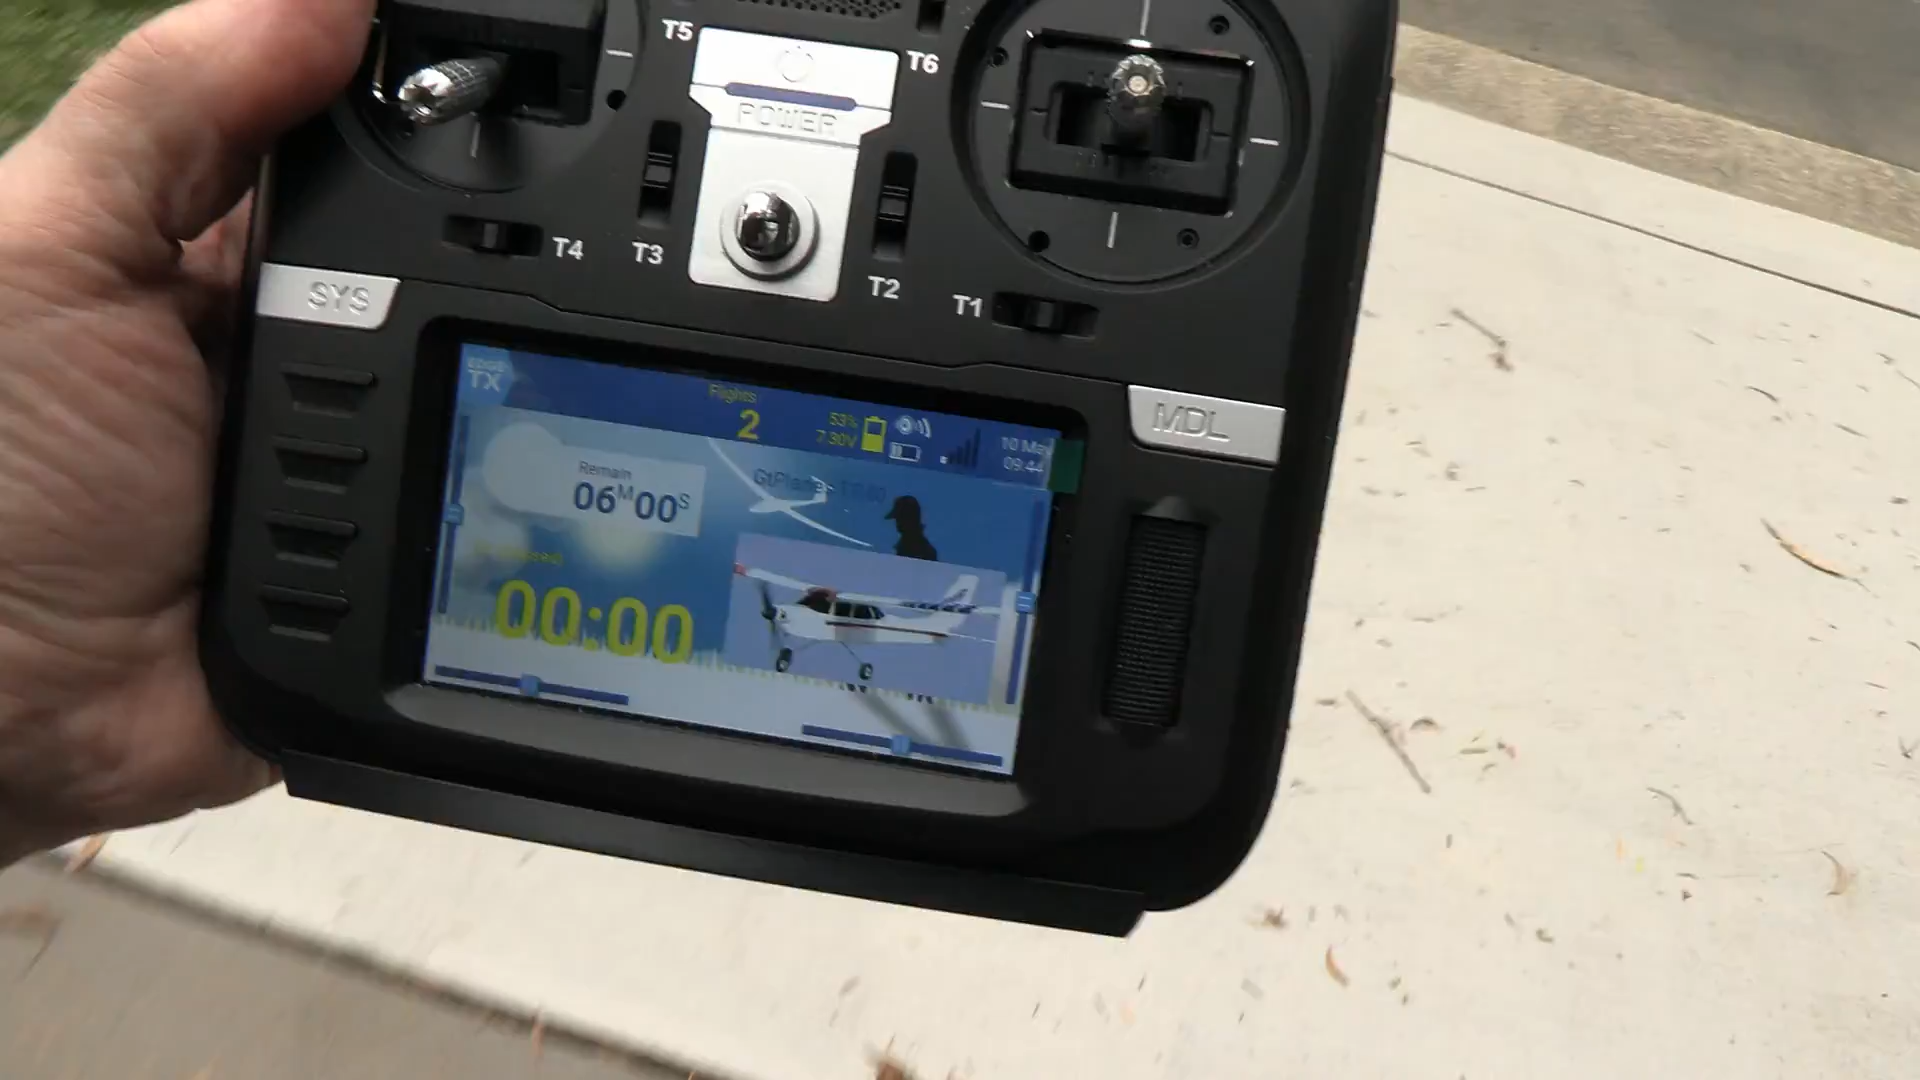 T5
T6
POWER
T4
T3
T2
T1
SYS
MDL
EDGE
TX
Flights
2
53%
7.30V
10 May
09:44
Remain
06M00S
00:00